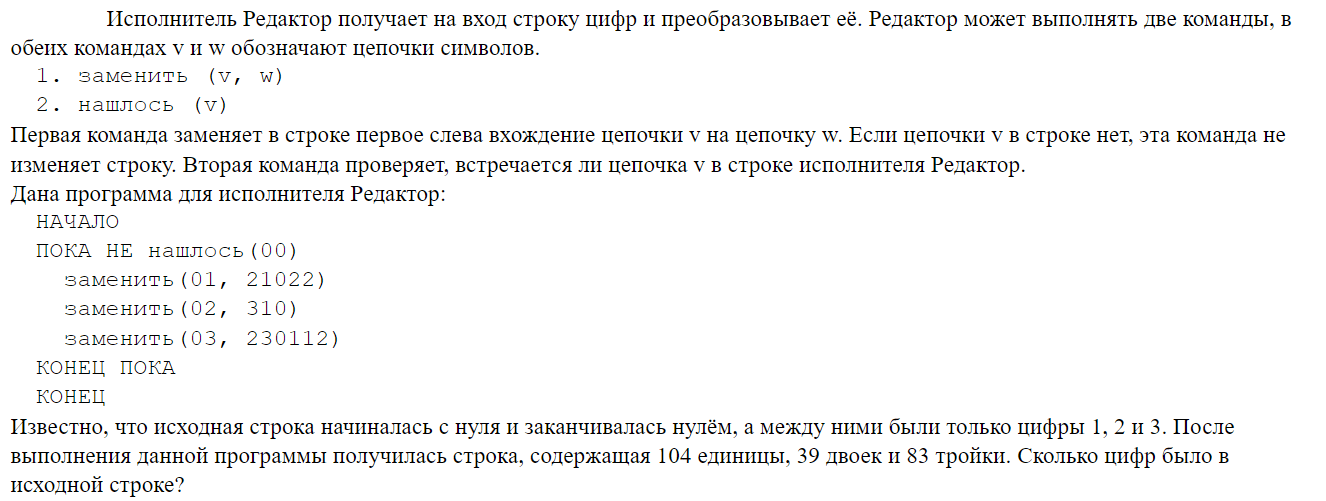 Исполнитель Редактор получает на вход строку цифр и преобразовывает её. Редактор может выполнять две команды, в
обеих командах v и w обозначают цепочки символов.
1. заменить (v, w)
2. нашлось (v)
Первая команда заменяет в строке первое слева вхождение цепочки v на цепочку w. Если цепочки v в строке нет, эта команда не
изменяет строку. Вторая команда проверяет, встречается ли цепочка v в строке исполнителя Редактор.
Дана программа для исполнителя Редактор:
НАЧАЛО
ПОКА НЕ нашлось(00)
заменить(01, 21022)
заменить(02, 310)
заменить(03, 230112)
КОНЕЦ ПОКА
КОНЕЦ
Известно, что исходная строка начиналась с нуля и заканчивалась нулём, а между ними были только цифры 1, 2 и 3. После
выполнения данной программы получилась строка, содержащая 104 единицы, 39 двоек и 83 тройки. Сколько цифр было в
исходной строке?